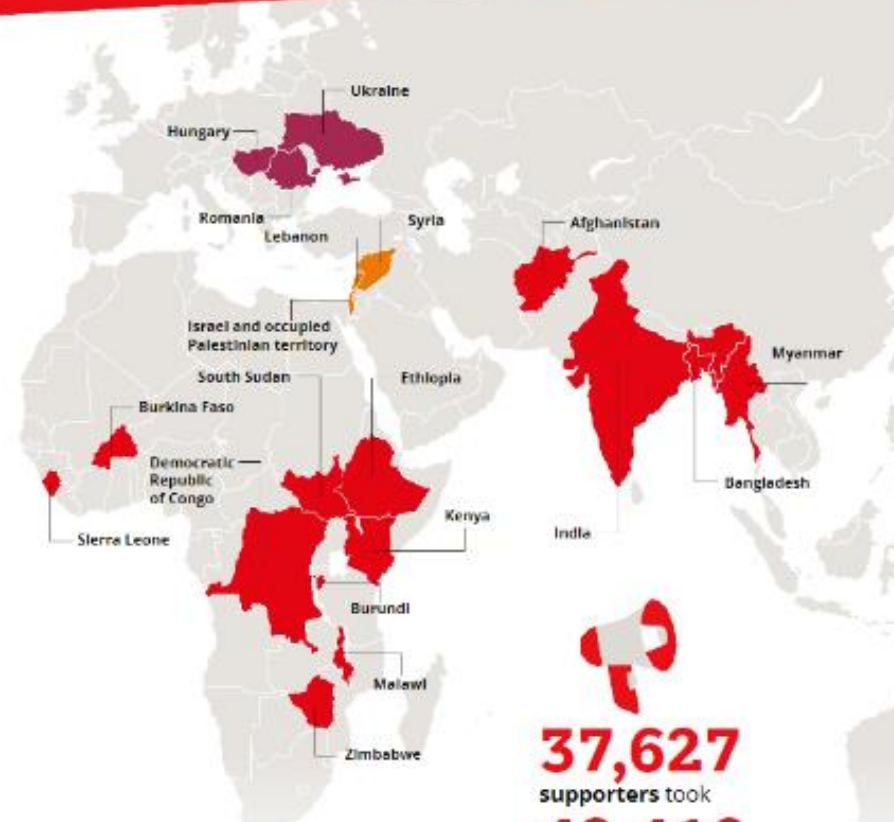 Ukraine
Hungary
Romania
Syria
Lebanon
Afghanistan
Israel and occupied
Palestinian territory
South Sudan
Ethiopia
Myanmar
Burkina Faso
Democratic
Republic
of Congo
Bangladesh
Kenya
Sierra Leone
India
Burundi
Malawi
Zimbabwe
37,627
supporters took